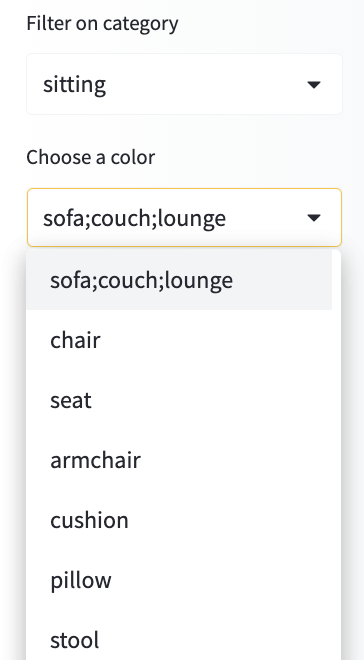 Filter on category
sitting
Choose a color
sofa;couch;lounge
sofa;couch;lounge
chair
seat
armchair
cushion
pillow
stool